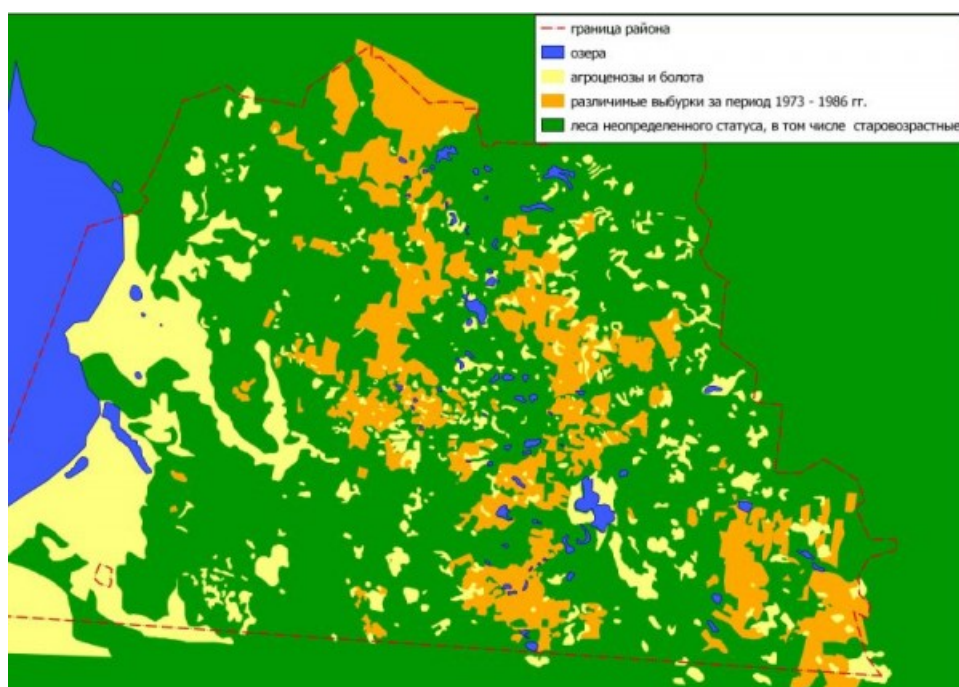 граница района
озера
агроценозы и болота
различимые выбурки за период 1973 - 1986 гг.
леса неопределенного статуса, в том числе старовозрастные